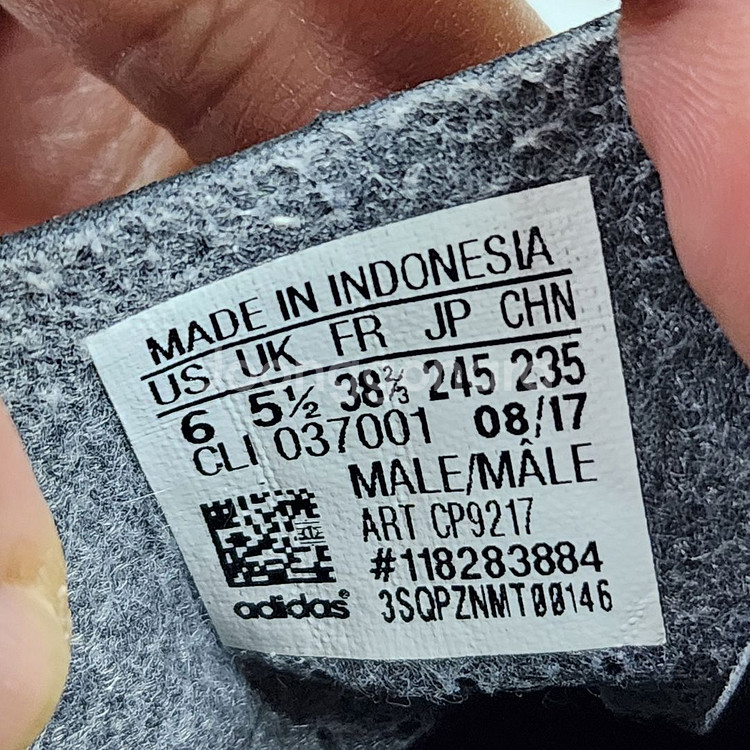 MADE IN INDONESIA
US UK FR JP CHN
6 5½ 38⅔ 245 235
CLI 037001 08/17
MALE/MÂLE
ART CP9217
#118283884
adidas® 3SQPZNMT00146